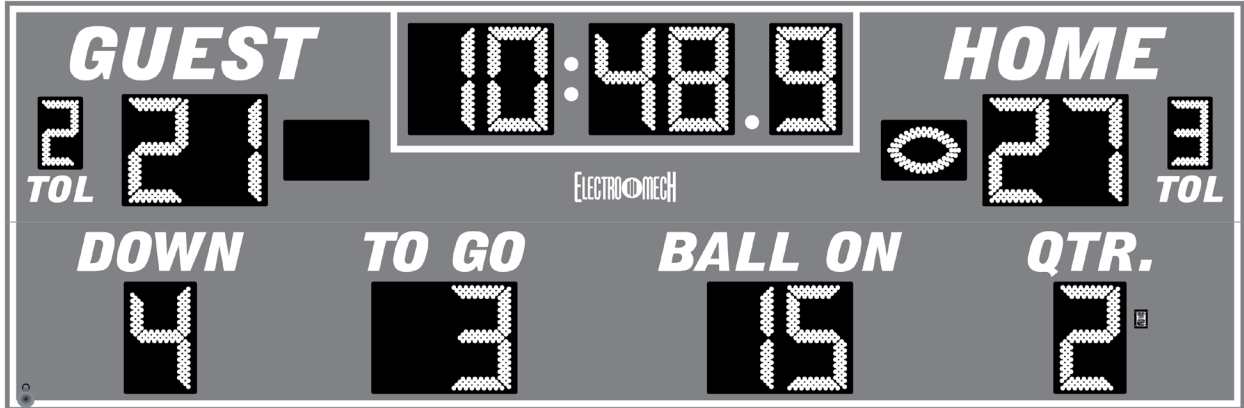 GUEST 10:48.9 HOME
2 21 27 3
TOL TOL
ELECTRO MECH
DOWN TO GO BALL ON QTR.
4 3 15 2